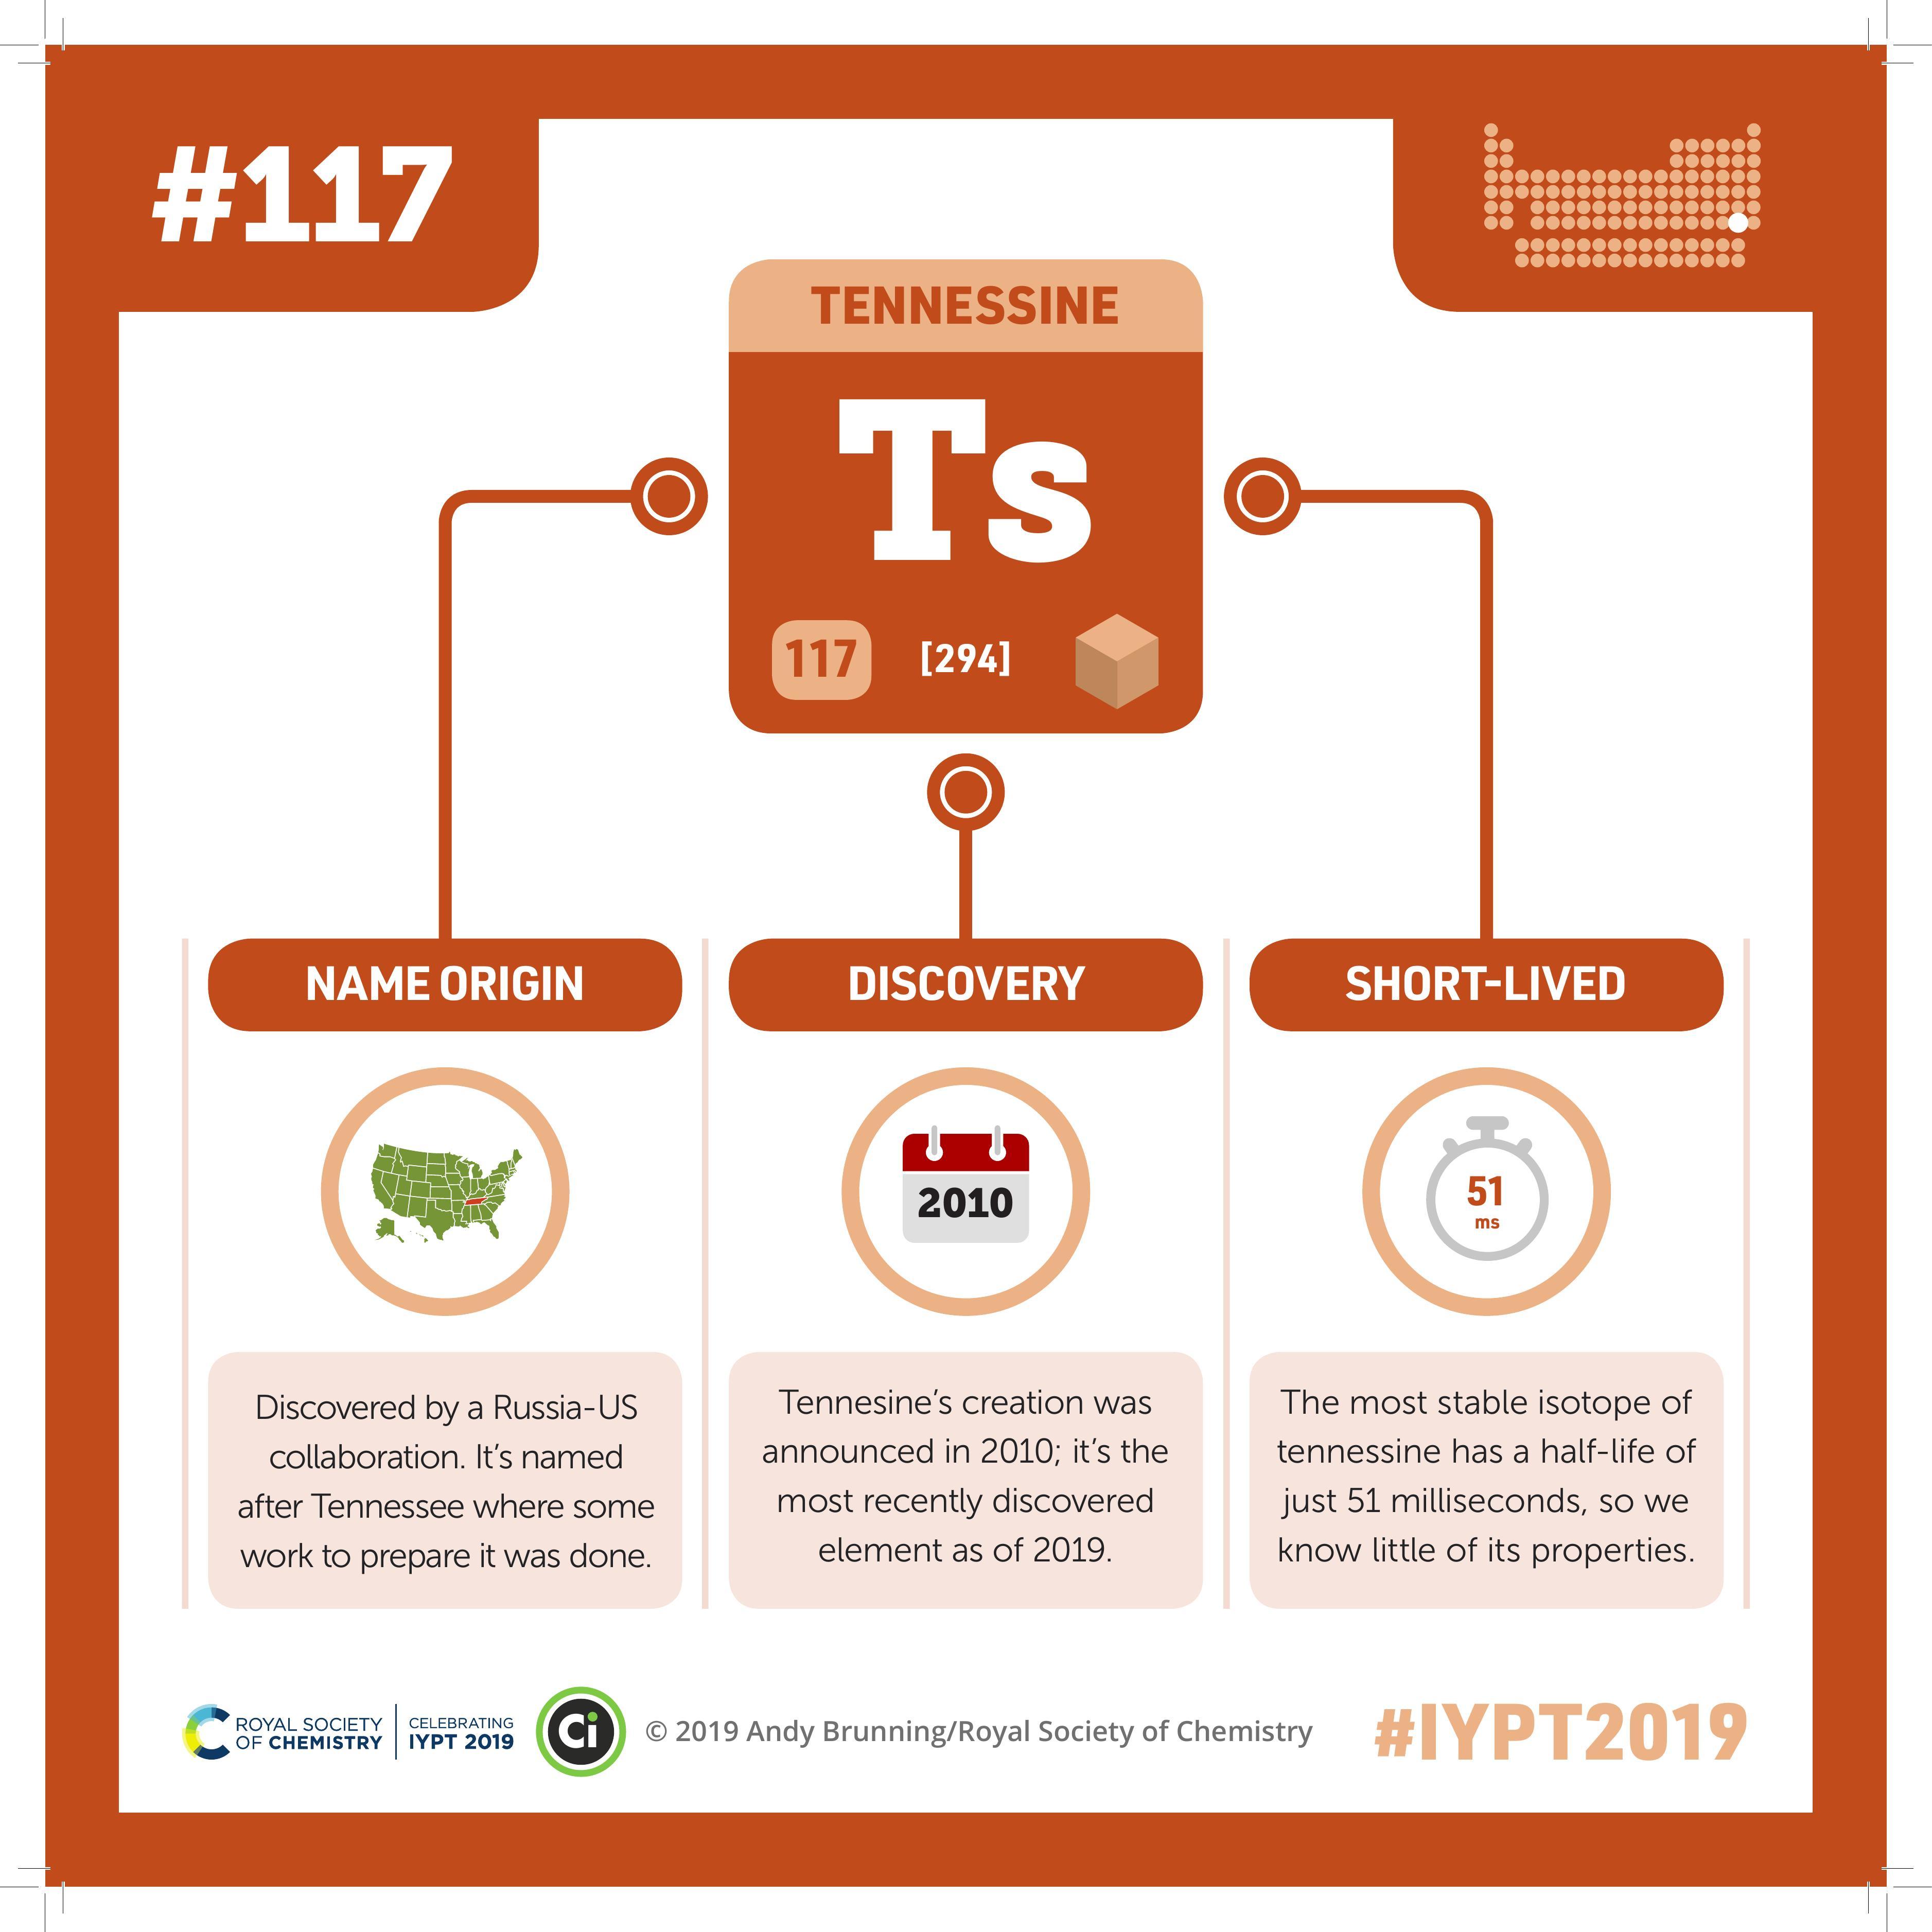 #117
TENNESSINE
Ts
117 [294]
NAME ORIGIN
DISCOVERY
SHORT-LIVED
2010
51
ms
Discovered by a Russia-US
collaboration. It's named
after Tennessee where some
work to prepare it was done.
Tennesine's creation was
announced in 2010; it's the
most recently discovered
element as of 2019.
The most stable isotope of
tennessine has a half-life of
just 51 milliseconds, so we
know little of its properties.
ROYAL SOCIETY
OF CHEMISTRY
CELEBRATING
IYPT 2019
Ci
© 2019 Andy Brunning/Royal Society of Chemistry
#IYPT2019